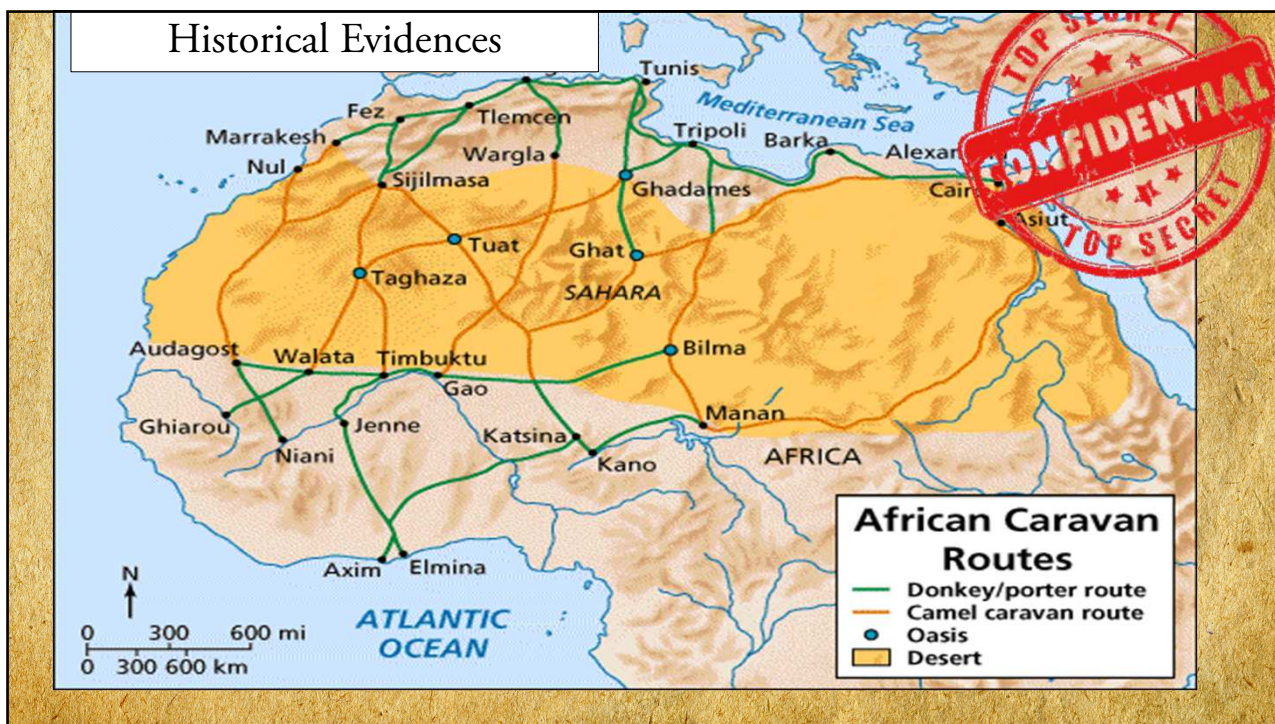 Historical Evidences
TOP SECRET
CONFIDENTIAL
TOP SECRET
Tunis
Mediterranean Sea
Fez
Tlemcen
Tripoli
Barka
Marrakesh
Wargla
Nul
Sijilmasa
Ghadames
Asiut
Tuat
Ghat
Taghaza
SAHARA
Audagost
Walata
Timbuktu
Bilma
Gao
Ghiarou
Jenne
Manan
Niani
Katsina
Kano
AFRICA
Axim
Elmina
ATLANTIC
OCEAN
N
0 300 600 mi
0 300 600 km
African Caravan
Routes
Donkey/porter route
Camel caravan route
Oasis
Desert